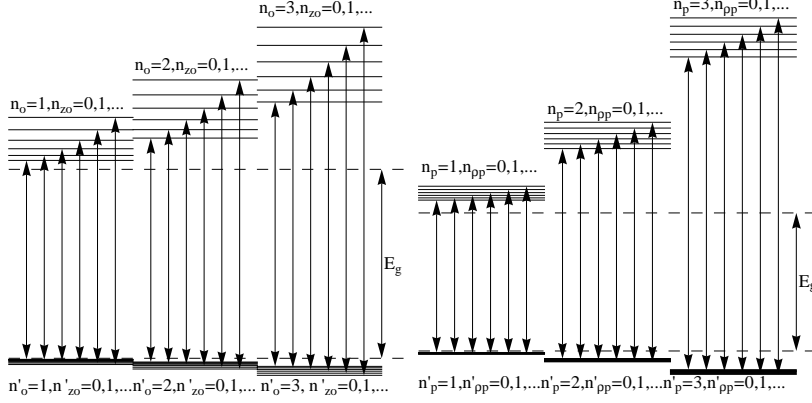 n_o=3,n_zo=0,1,...
n_o=2,n_zo=0,1,...
n_o=1,n_zo=0,1,...
E_g
n'_o=1,n'_zo=0,1,...
n'_o=2,n'_zo=0,1,...
n'_o=3, n'_zo=0,1,...
n_p=3,n_ρp=0,1,...
n_p=2,n_ρp=0,1,...
n_p=1,n_ρp=0,1,...
E_g
n'_p=1,n'_ρp=0,1,...
n'_p=2,n'_ρp=0,1,...
n'_p=3,n'_ρp=0,1,...